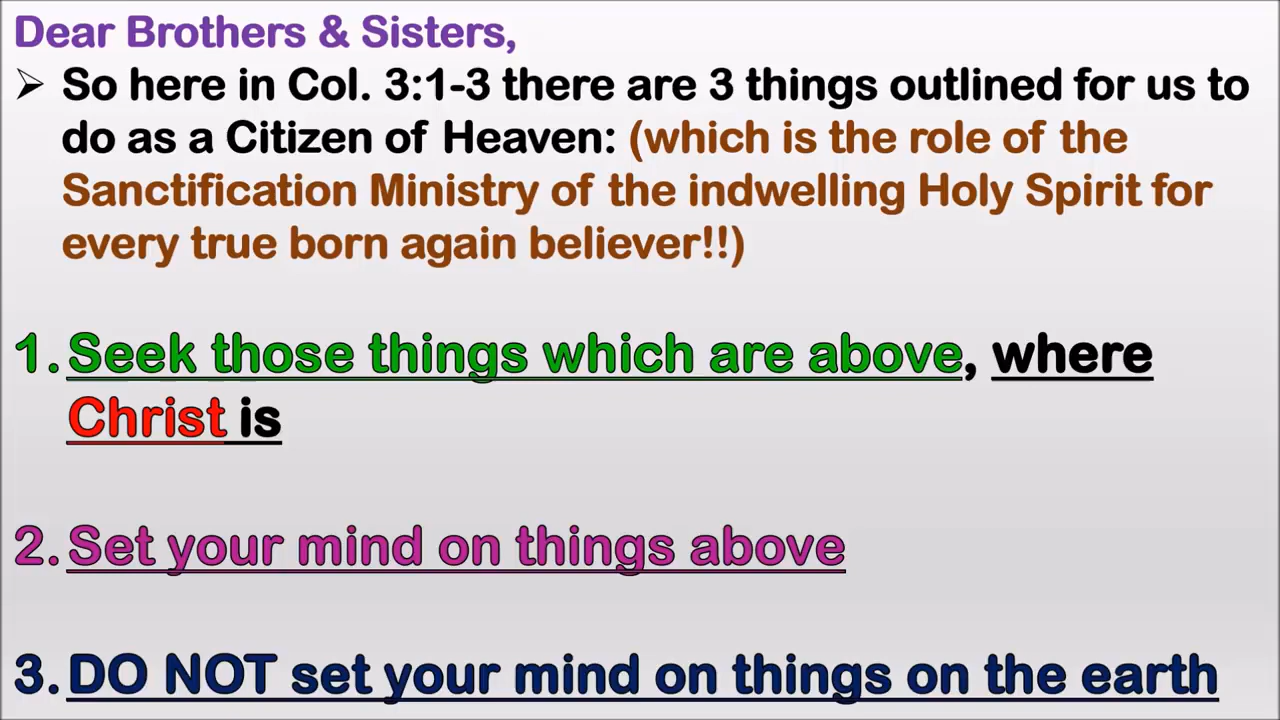 Dear Brothers & Sisters,
➢ So here in Col. 3:1-3 there are 3 things outlined for us to
do as a Citizen of Heaven: (which is the role of the
Sanctification Ministry of the indwelling Holy Spirit for
every true born again believer!!)
1. Seek those things which are above, where
Christ is
2. Set your mind on things above
3. DO NOT set your mind on things on the earth